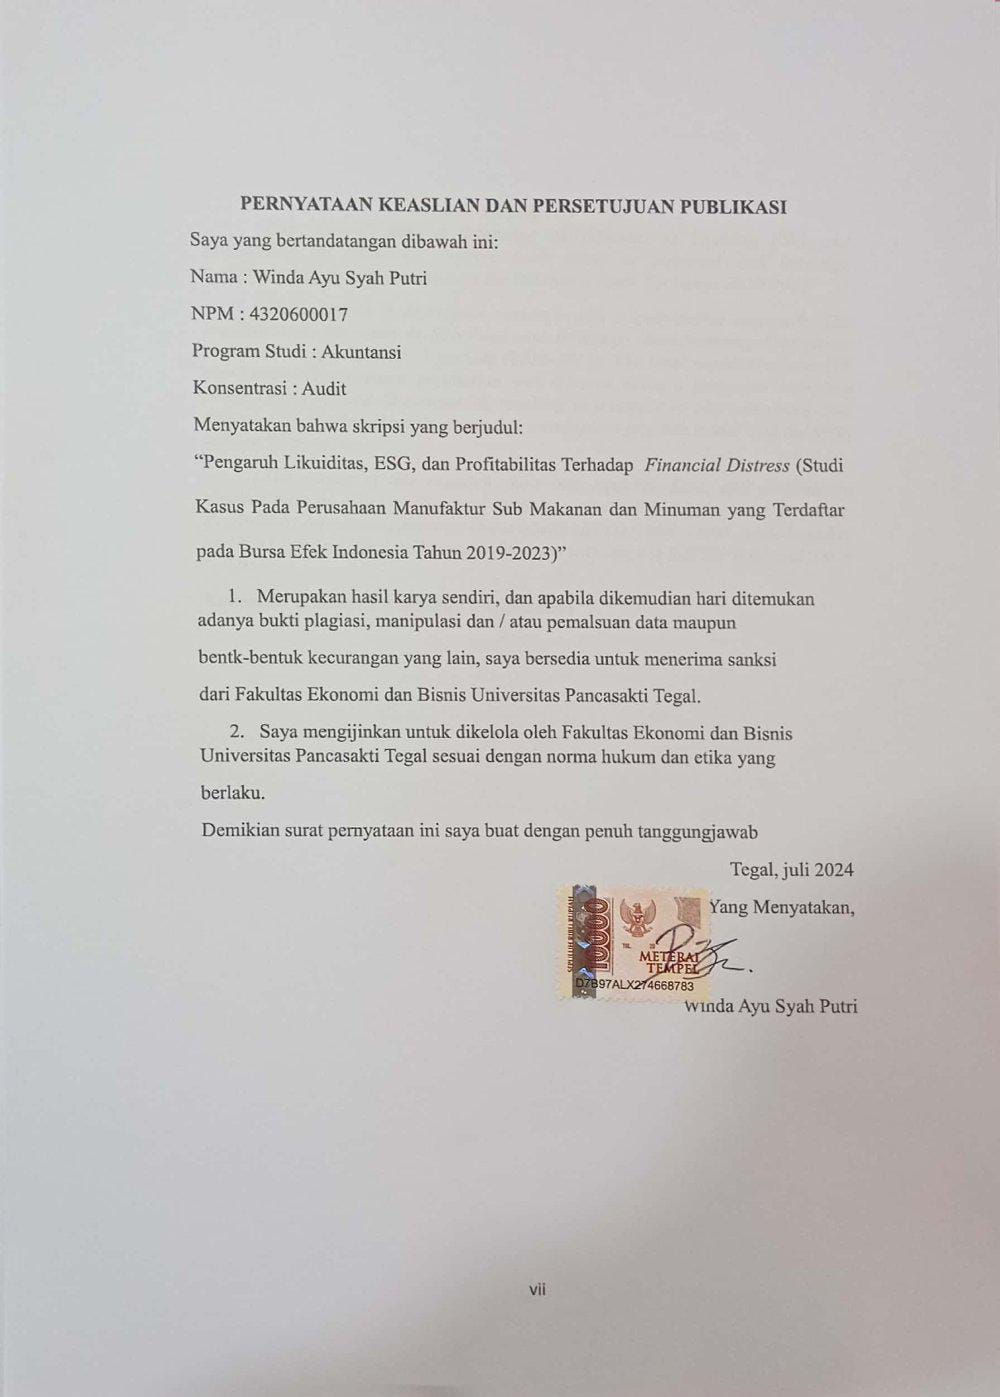 PERNYATAAN KEASLIAN DAN PERSETUJUAN PUBLIKASI
Saya yang bertandatangan dibawah ini:
Nama : Winda Ayu Syah Putri
NPM : 4320600017
Program Studi : Akuntansi
Konsentrasi : Audit
Menyatakan bahwa skripsi yang berjudul:
“Pengaruh Likuiditas, ESG, dan Profitabilitas Terhadap Financial Distress (Studi
Kasus Pada Perusahaan Manufaktur Sub Makanan dan Minuman yang Terdaftar
pada Bursa Efek Indonesia Tahun 2019-2023)”
1. Merupakan hasil karya sendiri, dan apabila dikemudian hari ditemukan
adanya bukti plagiasi, manipulasi dan / atau pemalsuan data maupun
bentk-bentuk kecurangan yang lain, saya bersedia untuk menerima sanksi
dari Fakultas Ekonomi dan Bisnis Universitas Pancasakti Tegal.
2. Saya mengijinkan untuk dikelola oleh Fakultas Ekonomi dan Bisnis
Universitas Pancasakti Tegal sesuai dengan norma hukum dan etika yang
berlaku.
Demikian surat pernyataan ini saya buat dengan penuh tanggungjawab
Tegal, juli 2024
Yang Menyatakan,
SEPULUH RIBU RUPIAH
10000
TGL. 20
METERAI
TEMPEL
D7B97ALX274668783
Winda Ayu Syah Putri
vii